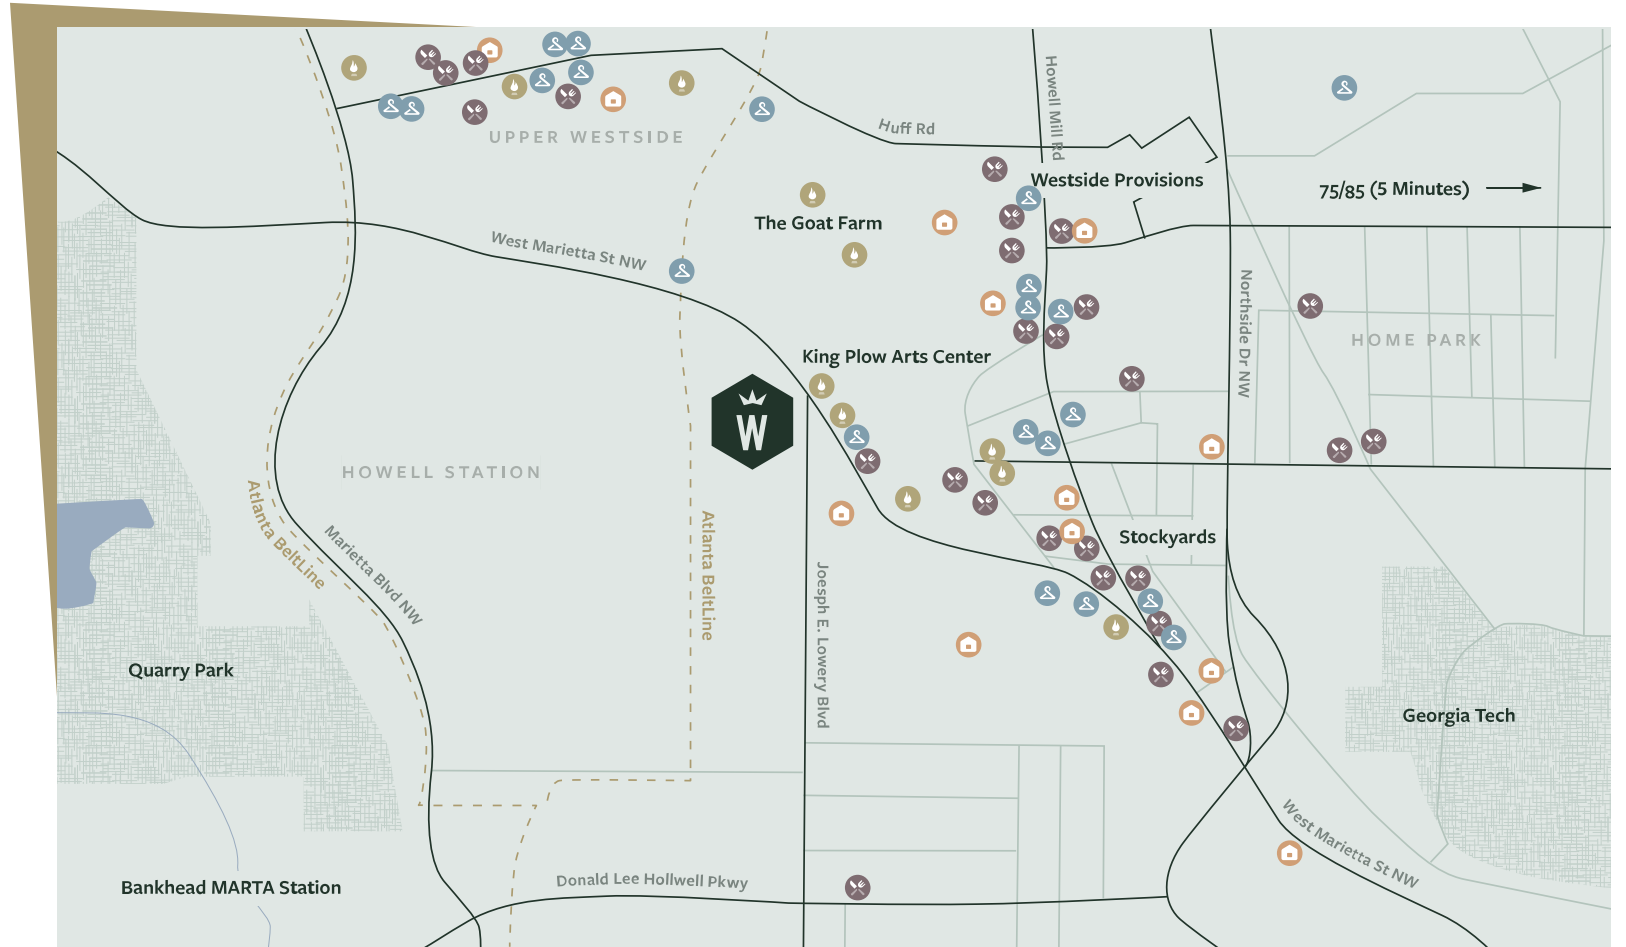 Howell Mill Rd
Huff Rd
UPPER WESTSIDE
Westside Provisions
75/85 (5 Minutes)
The Goat Farm
West Marietta St NW
Northside Dr NW
HOME PARK
King Plow Arts Center
W
HOWELL STATION
Atlanta BeltLine
Marietta Blvd NW
Atlanta BeltLine
Stockyards
Joesph E. Lowery Blvd
Quarry Park
Georgia Tech
West Marietta St NW
Donald Lee Hollwell Pkwy
Bankhead MARTA Station